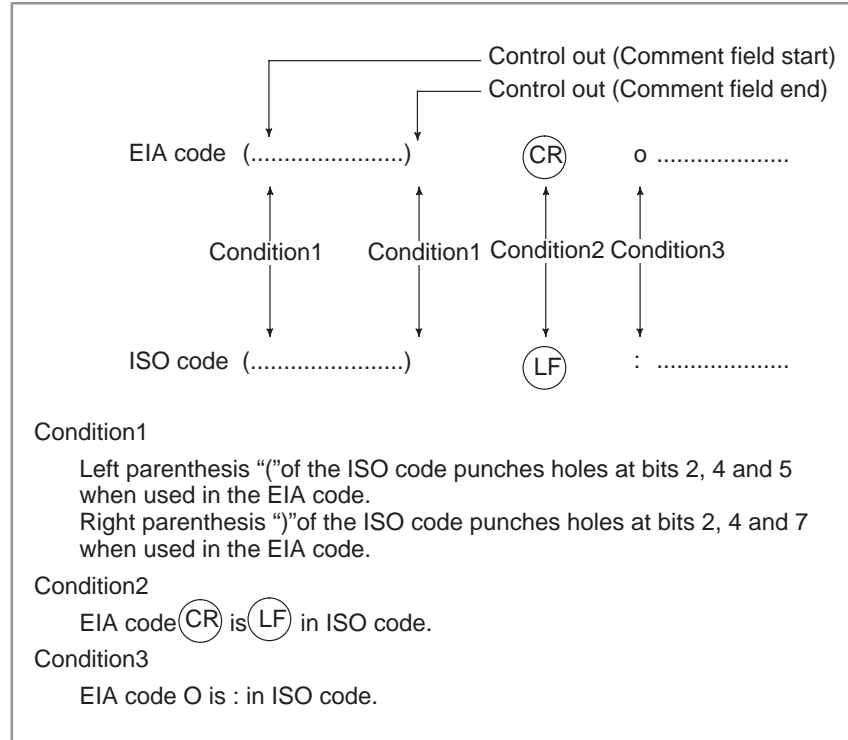 Control out (Comment field start)
Control out (Comment field end)
EIA code (.......................) CR o ....................
Condition1 Condition1 Condition2 Condition3
ISO code (.......................) LF : ....................
Condition1
Left parenthesis “(”of the ISO code punches holes at bits 2, 4 and 5
when used in the EIA code.
Right parenthesis “)”of the ISO code punches holes at bits 2, 4 and 7
when used in the EIA code.
Condition2
EIA code CR is LF in ISO code.
Condition3
EIA code O is : in ISO code.